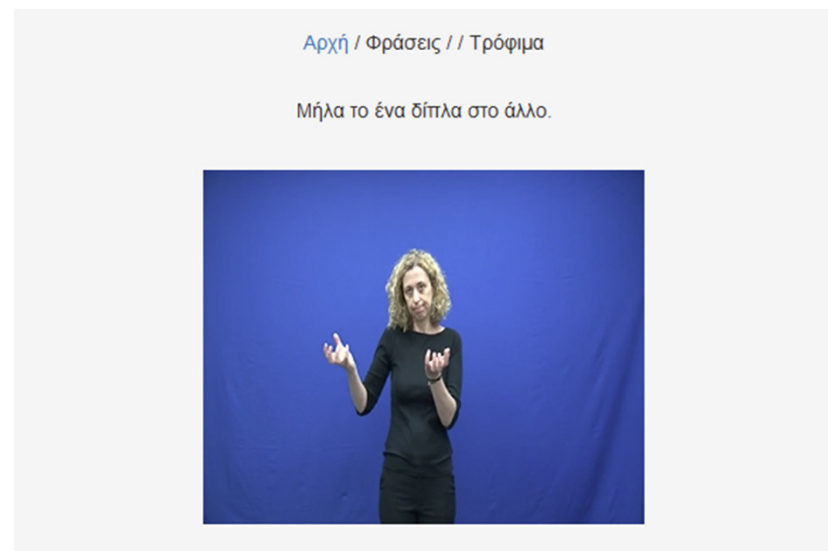 Αρχή / Φράσεις / / Τρόφιμα
Μήλα το ένα δίπλα στο άλλο.